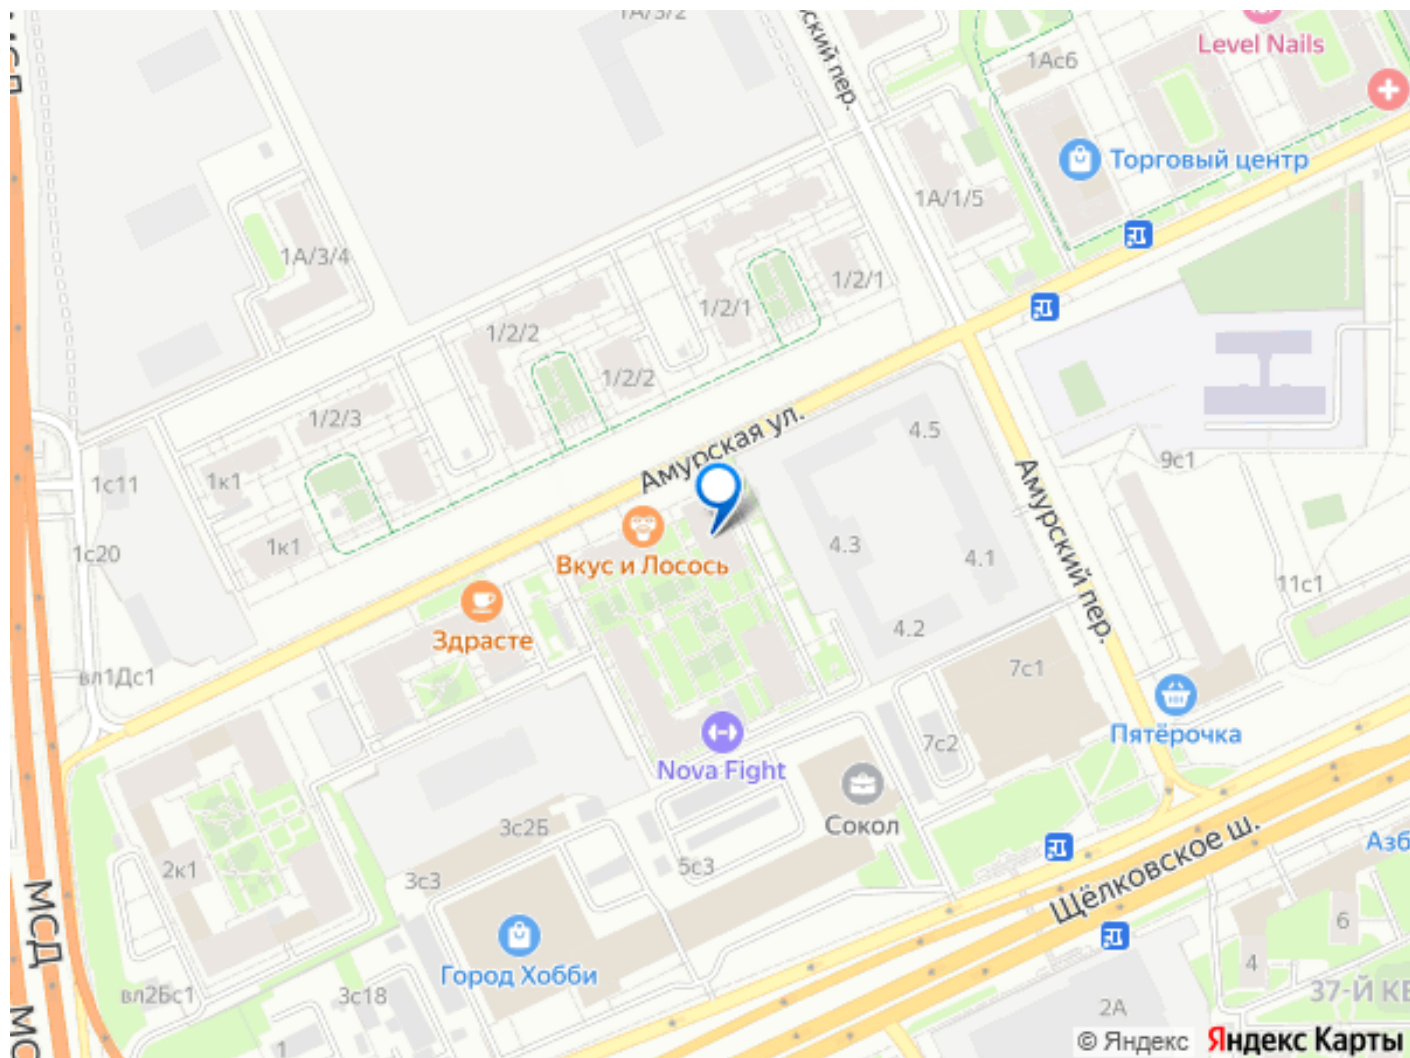 1А/3/2
ский пер.
Level Nails
1Ас6
Торговый центр
1А/1/5
1А/3/4
1/2/1
1/2/1
1/2/2
1/2/2
1/2/3
Амурская ул.
4.5
9с1
1с11
1к1
Амурский пер.
1с20
1к1
Вкус и Лосось
4.3
4.1
11с1
Здрасте
4.2
вл1Дс1
7с1
7с2
Пятёрочка
Nova Fight
3с2Б
Сокол
Щёлковское ш.
Азб
2к1
3с3
5с3
МСД
Город Хобби
6
4
вл2Бс1
3с18
37-Й КВ
2А
1
© Яндекс
Яндекс Карты